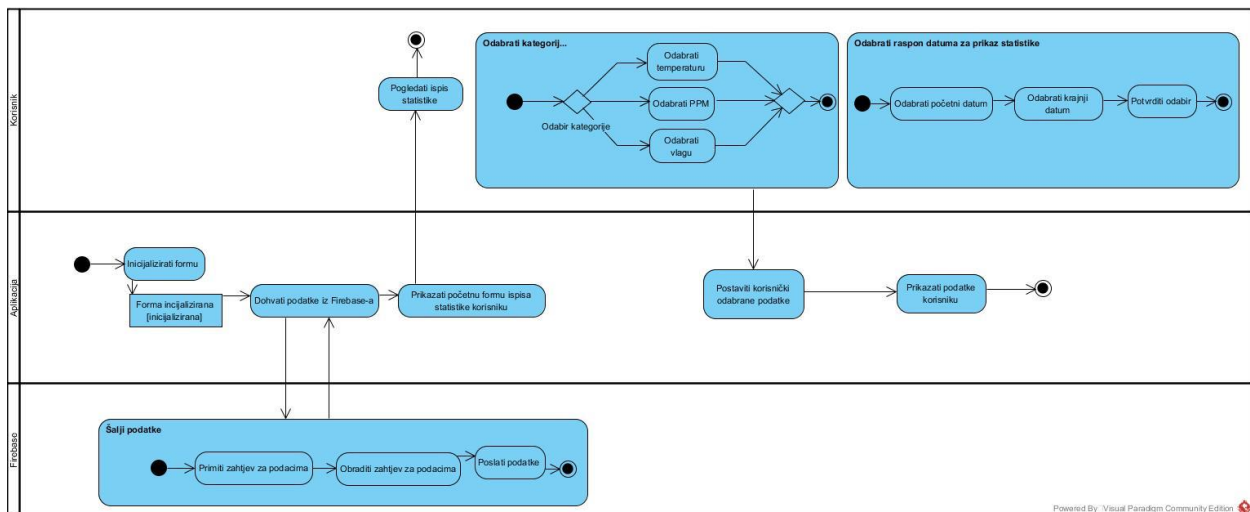 Korisnik
Pogledati ispis
statistike
Odabrati kategorij...
Odabir kategorije
Odabrati
temperaturu
Odabrati PPM
Odabrati
vlagu
Odabrati raspon datuma za prikaz statistike
Odabrati početni datum
Odabrati krajnji
datum
Potvrditi odabir
Aplikacija
Inicijalizirati formu
Forma incijalizirana
[inicijalizirana]
Dohvati podatke iz Firebase-a
Prikazati početnu formu ispisa
statistike korisniku
Postaviti korisnički
odabrane podatke
Prikazati podatke
korisniku
Firebase
Šalji podatke
Primiti zahtjev za podacima
Obraditi zahtjev za podacima
Poslati podatke
Powered By Visual Paradigm Community Edition